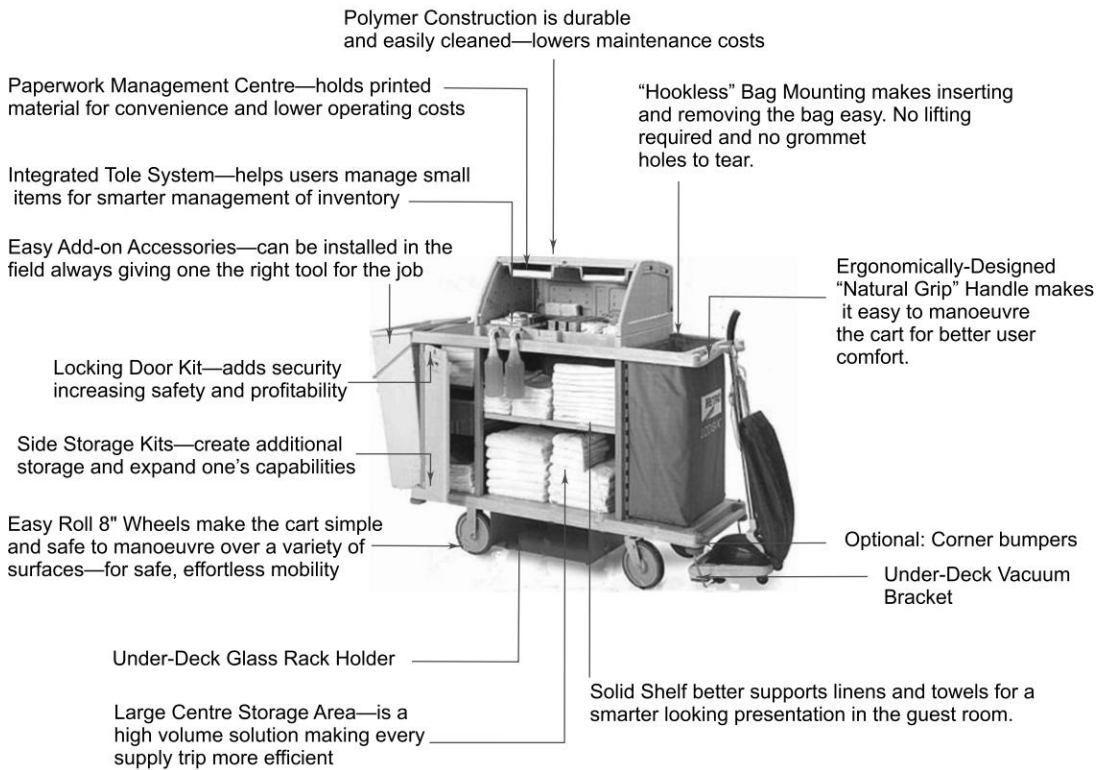 Polymer Construction is durable
and easily cleaned—lowers maintenance costs
Paperwork Management Centre—holds printed
material for convenience and lower operating costs
"Hookless" Bag Mounting makes inserting
and removing the bag easy. No lifting
required and no grommet
holes to tear.
Integrated Tole System—helps users manage small
items for smarter management of inventory
Easy Add-on Accessories—can be installed in the
field always giving one the right tool for the job
Ergonomically-Designed
"Natural Grip" Handle makes
it easy to manoeuvre
the cart for better user
comfort.
Locking Door Kit—adds security
increasing safety and profitability
Side Storage Kits—create additional
storage and expand one's capabilities
Easy Roll 8" Wheels make the cart simple
and safe to manoeuvre over a variety of
surfaces—for safe, effortless mobility
Optional: Corner bumpers
Under-Deck Vacuum
Bracket
Under-Deck Glass Rack Holder
Solid Shelf better supports linens and towels for a
smarter looking presentation in the guest room.
Large Centre Storage Area—is a
high volume solution making every
supply trip more efficient